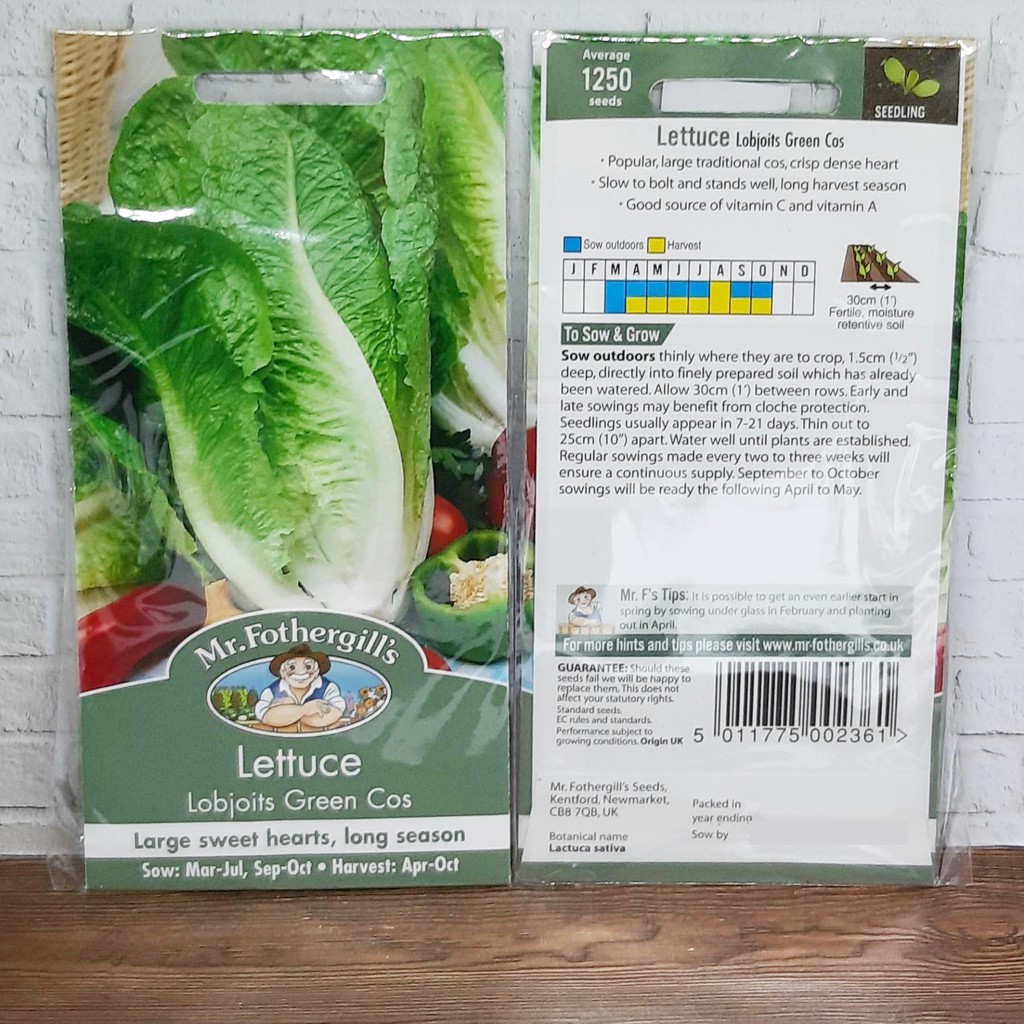 Mr. Fothergill's
Lettuce
Lobjoits Green Cos
Large sweet hearts, long season
Sow: Mar-Jul, Sep-Oct • Harvest: Apr-Oct
Average
1250
seeds
SEEDLING
Lettuce Lobjoits Green Cos
• Popular, large traditional cos, crisp dense heart
• Slow to bolt and stands well, long harvest season
• Good source of vitamin C and vitamin A
Sow outdoors Harvest
J F M A M J J A S O N D
30cm (1')
Fertile, moisture
retentive soil
To Sow & Grow
Sow outdoors thinly where they are to crop, 1.5cm (½")
deep, directly into finely prepared soil which has already
been watered. Allow 30cm (1') between rows. Early and
late sowings may benefit from cloche protection.
Seedlings usually appear in 7-21 days. Thin out to
25cm (10") apart. Water well until plants are established.
Regular sowings made every two to three weeks will
ensure a continuous supply. September to October
sowings will be ready the following April to May.
Mr. F's Tips: It is possible to get an even earlier start in
spring by sowing under glass in February and planting
out in April.
For more hints and tips please visit www.mr-fothergills.co.uk
GUARANTEE: Should these
seeds fail we will be happy to
replace them. This does not
affect your statutory rights.
Standard seeds.
EC rules and standards.
Performance subject to
growing conditions. Origin UK
5 011775 002361 >
Mr. Fothergill's Seeds,
Kentford, Newmarket,
CB8 7QB, UK
Botanical name
Lactuca sativa
Packed in
year ending
Sow by